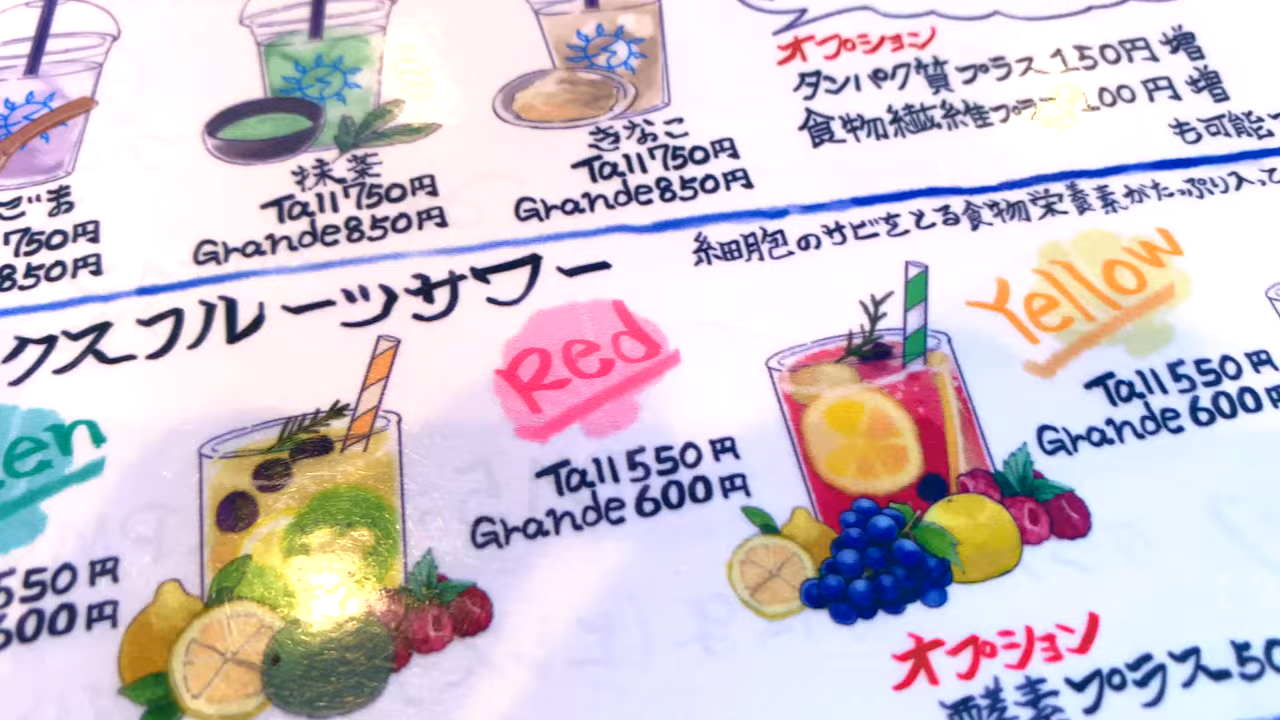 ごま
750円
850円
抹茶
Tall750円
Grande850円
きなこ
Tall750円
Grande850円
オプション
タンパク質プラス150円増
食物繊維プラ 100円増
も可能
クスフルーツサワー
細胞のサビをとる食物栄養素がたっぷり入って
en
550円
600円
Red
Tall550円
Grande600円
Yellow
Tall550円
Grande600円
オプション
酵素プラス50